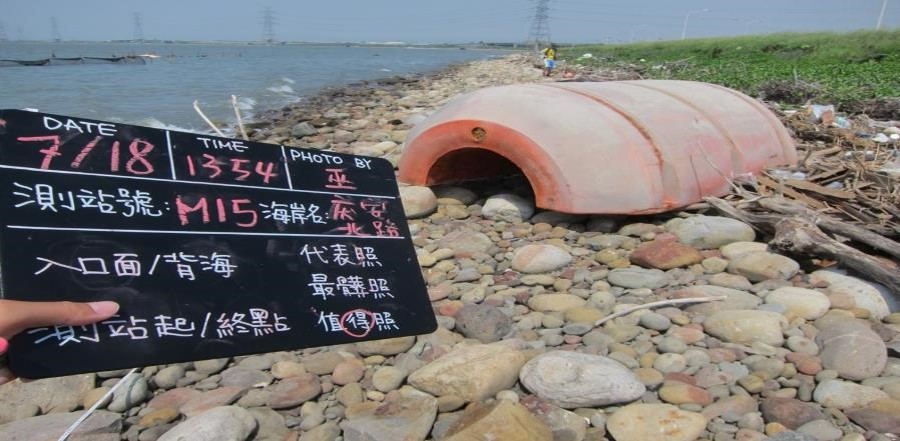 DATE TIME PHOTO BY
7/18 1354 巫
測站號: M15 海岸名 慶安北路
入口面/背海 代表照
最髒照
測站起/終點 值得照